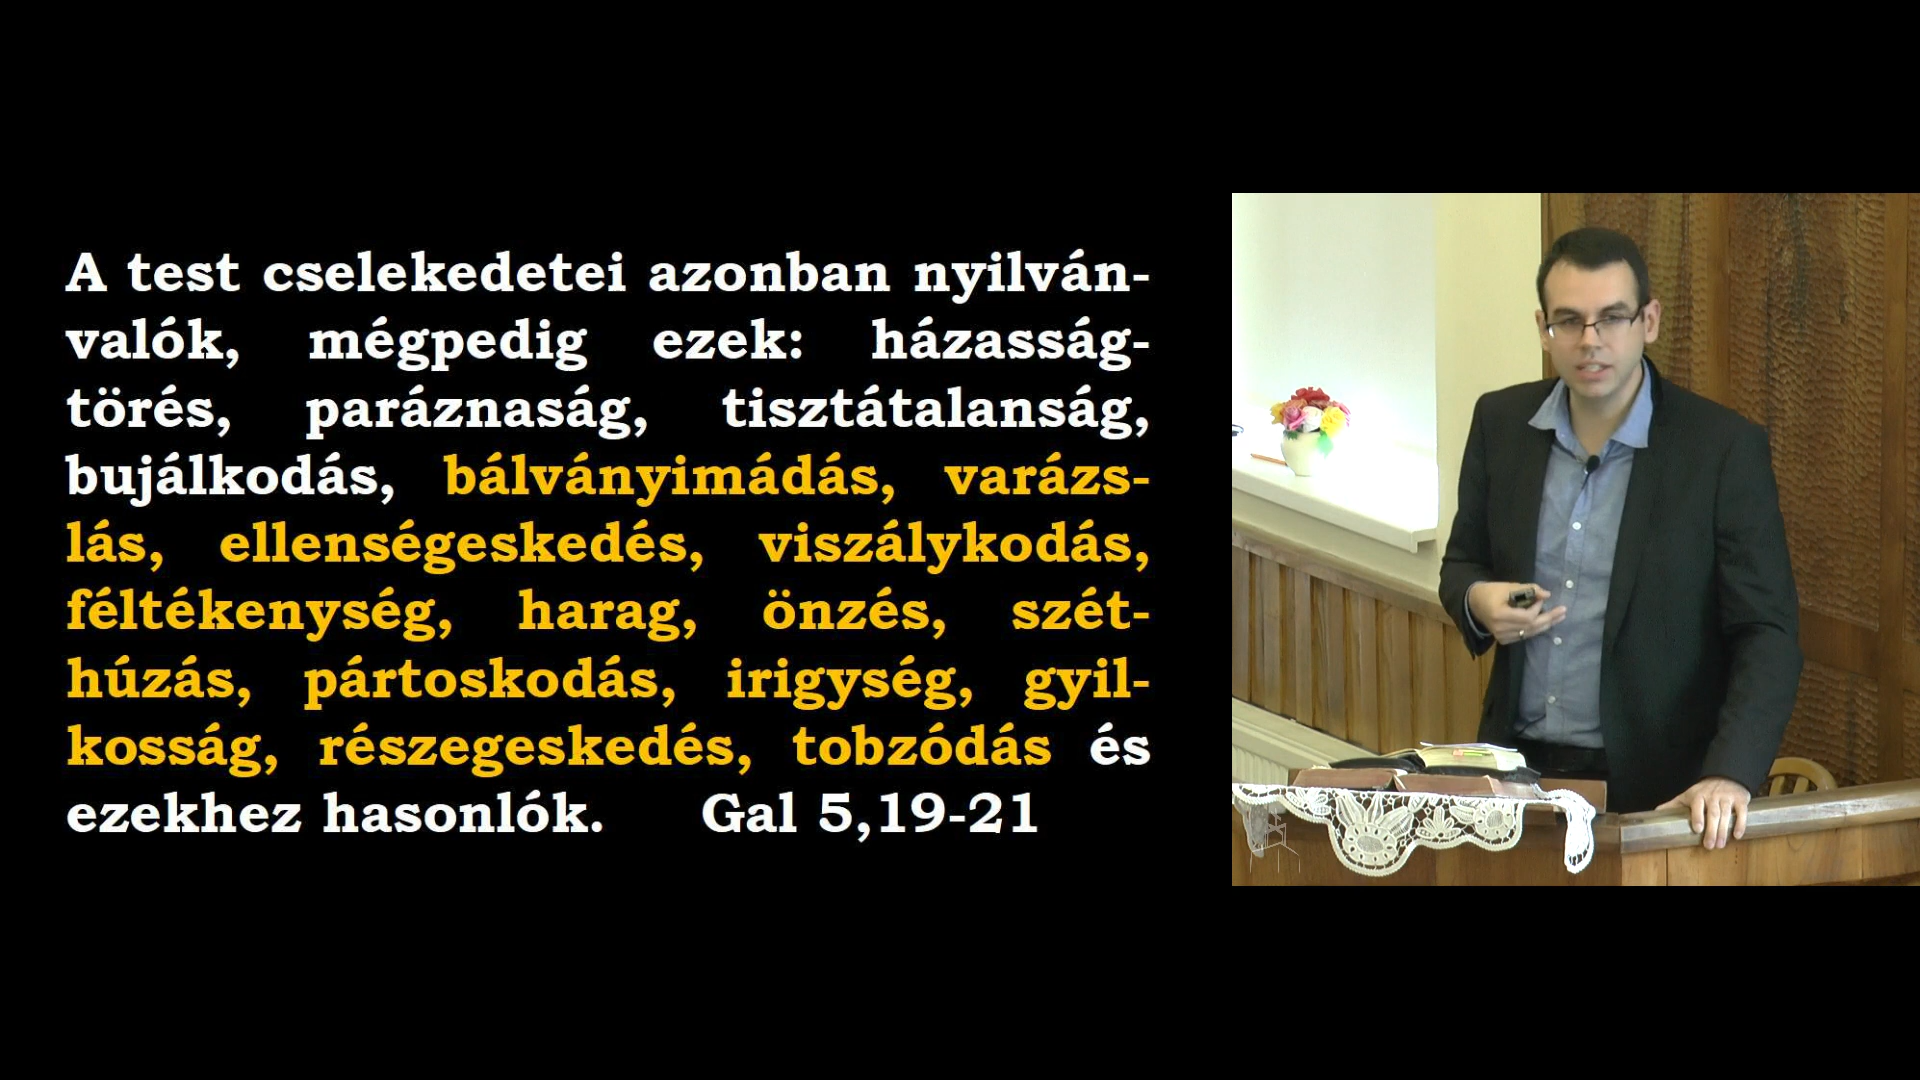 A test cselekedetei azonban nyilván-
valók, mégpedig ezek: házasság-
törés, paráznaság, tisztátalanság,
bujálkodás, bálványimádás, varázs-
lás, ellenségeskedés, viszálykodás,
féltékenység, harag, önzés, szét-
húzás, pártoskodás, irigység, gyil-
kosság, részegeskedés, tobzódás és
ezekhez hasonlók. Gal 5,19-21